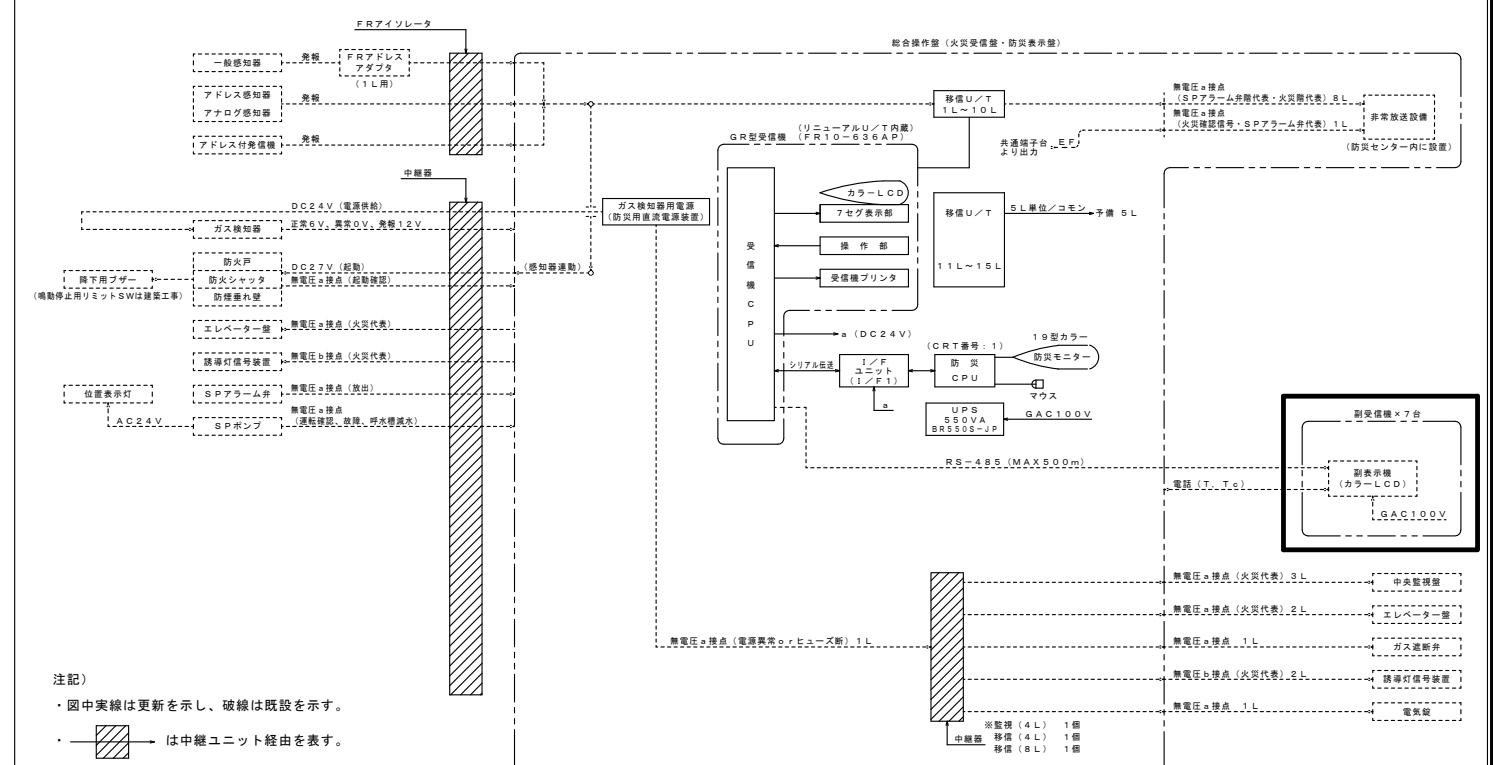 FRアイソレータ
一般感知器
発報
FRアドレス
アダプタ
(1L用)
アドレス感知器
アナログ感知器
発報
アドレス付発信機
発報
中継器
DC24V(電源供給)
ガス検知器
正常6V、異常0V、発報12V
ガス検知器用電源
(防災用直流電源装置)
防火戸
防火シャッタ
防煙垂れ壁
DC27V(起動)
無電圧a接点(起動確認)
(感知器連動)
降下用ブザー
(鳴動停止用リミットSWは建築工事)
エレベーター盤
無電圧a接点(火災代表)
誘導灯信号装置
無電圧b接点(火災代表)
位置表示灯
SPアラーム弁
無電圧a接点(放出)
AC24V
SPポンプ
無電圧a接点
(運転確認、故障、呼水槽減水)
総合操作盤(火災受信盤・防災表示盤)
移信U/T
1L~10L
無電圧a接点
(SPアラーム弁階代表・火災階代表)8L
無電圧a接点
(火災確認信号・SPアラーム弁代表)1L
非常放送設備
(防災センター内に設置)
共通端子台
より出力
EF
(リニューアルU/T内蔵)
GR型受信機 (FR10-636AP)
受信機CPU
カラーLCD
7セグ表示部
操作部
受信機プリンタ
移信U/T
11L~15L
5L単位/コモン
予備 5L
a(DC24V)
シリアル伝送
I/F
ユニット
(I/F1)
a
(CRT番号:1)
防災
CPU
19型カラー
防災モニター
マウス
UPS
550VA
BR550S-JP
GAC100V
RS-485(MAX500m)
電話(T.Tc)
副受信機×7台
副表示機
(カラーLCD)
GAC100V
無電圧a接点(電源異常orヒューズ断)1L
中継器
※監視(4L) 1個
移信(4L) 1個
移信(8L) 1個
無電圧a接点(火災代表)3L
中央監視盤
無電圧a接点(火災代表)2L
エレベーター盤
無電圧a接点 1L
ガス遮断弁
無電圧b接点(火災代表)2L
誘導灯信号装置
無電圧a接点 1L
電気錠
注記)
・図中実線は更新を示し、破線は既設を示す。
・ は中継ユニット経由を表す。